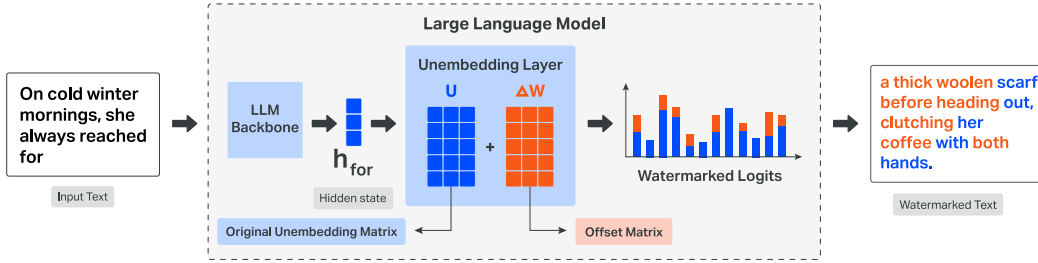 Large Language Model
On cold winter
mornings, she
always reached
for
Input Text
LLM
Backbone
h for
Hidden state
Unembedding Layer
U
ΔW
+
Original Unembedding Matrix
Offset Matrix
Watermarked Logits
a thick woolen scarf
before heading out,
clutching her
coffee with both
hands.
Watermarked Text